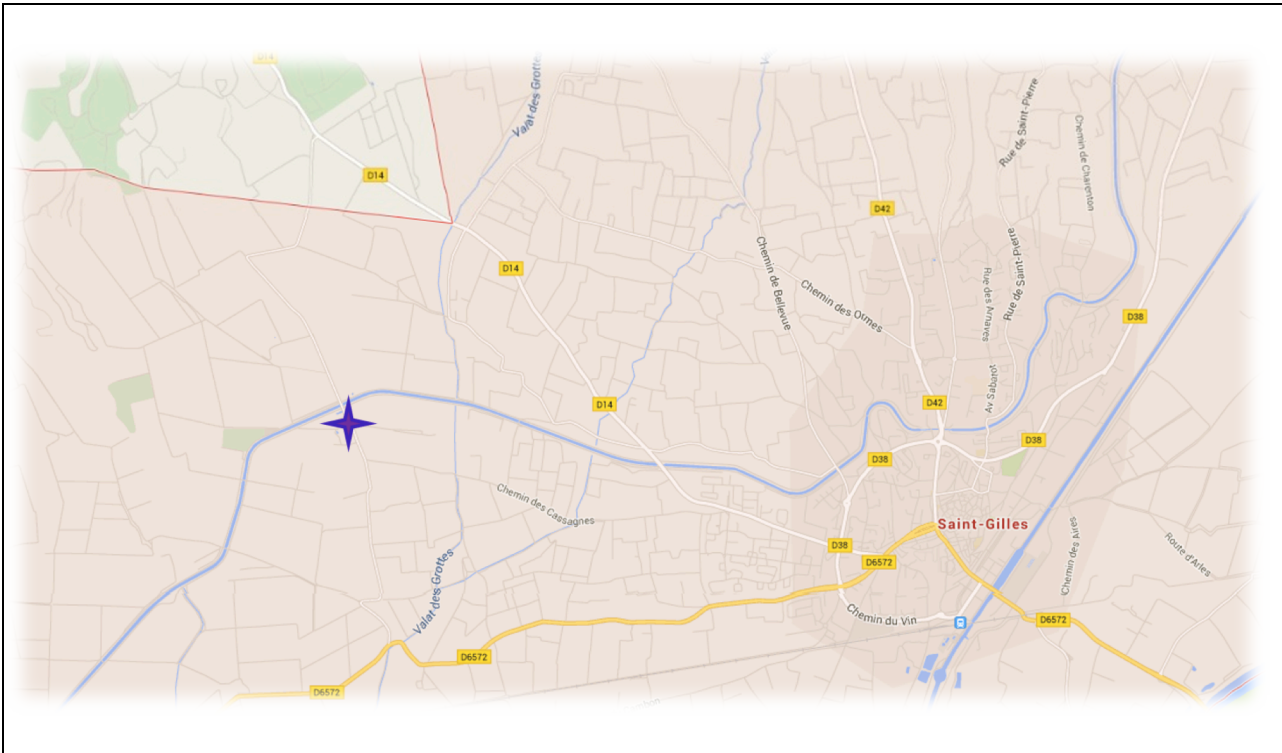 D14
Valat des Grottes
Rue de Saint-Pierre
Chemin de Charenton
D14
D42
D14
Chemin de Bellevue
Rue de Saint-Pierre
Chemin des Olmes
Rue des Arnaves
D38
Av Sabatot
D14
D42
D38
D38
Chemin des Cassagnes
Saint-Gilles
D38
D6572
Chemin des Aires
Route d'Arles
Valat des Grottes
Chemin du Vin
D6572
D6572
D6572